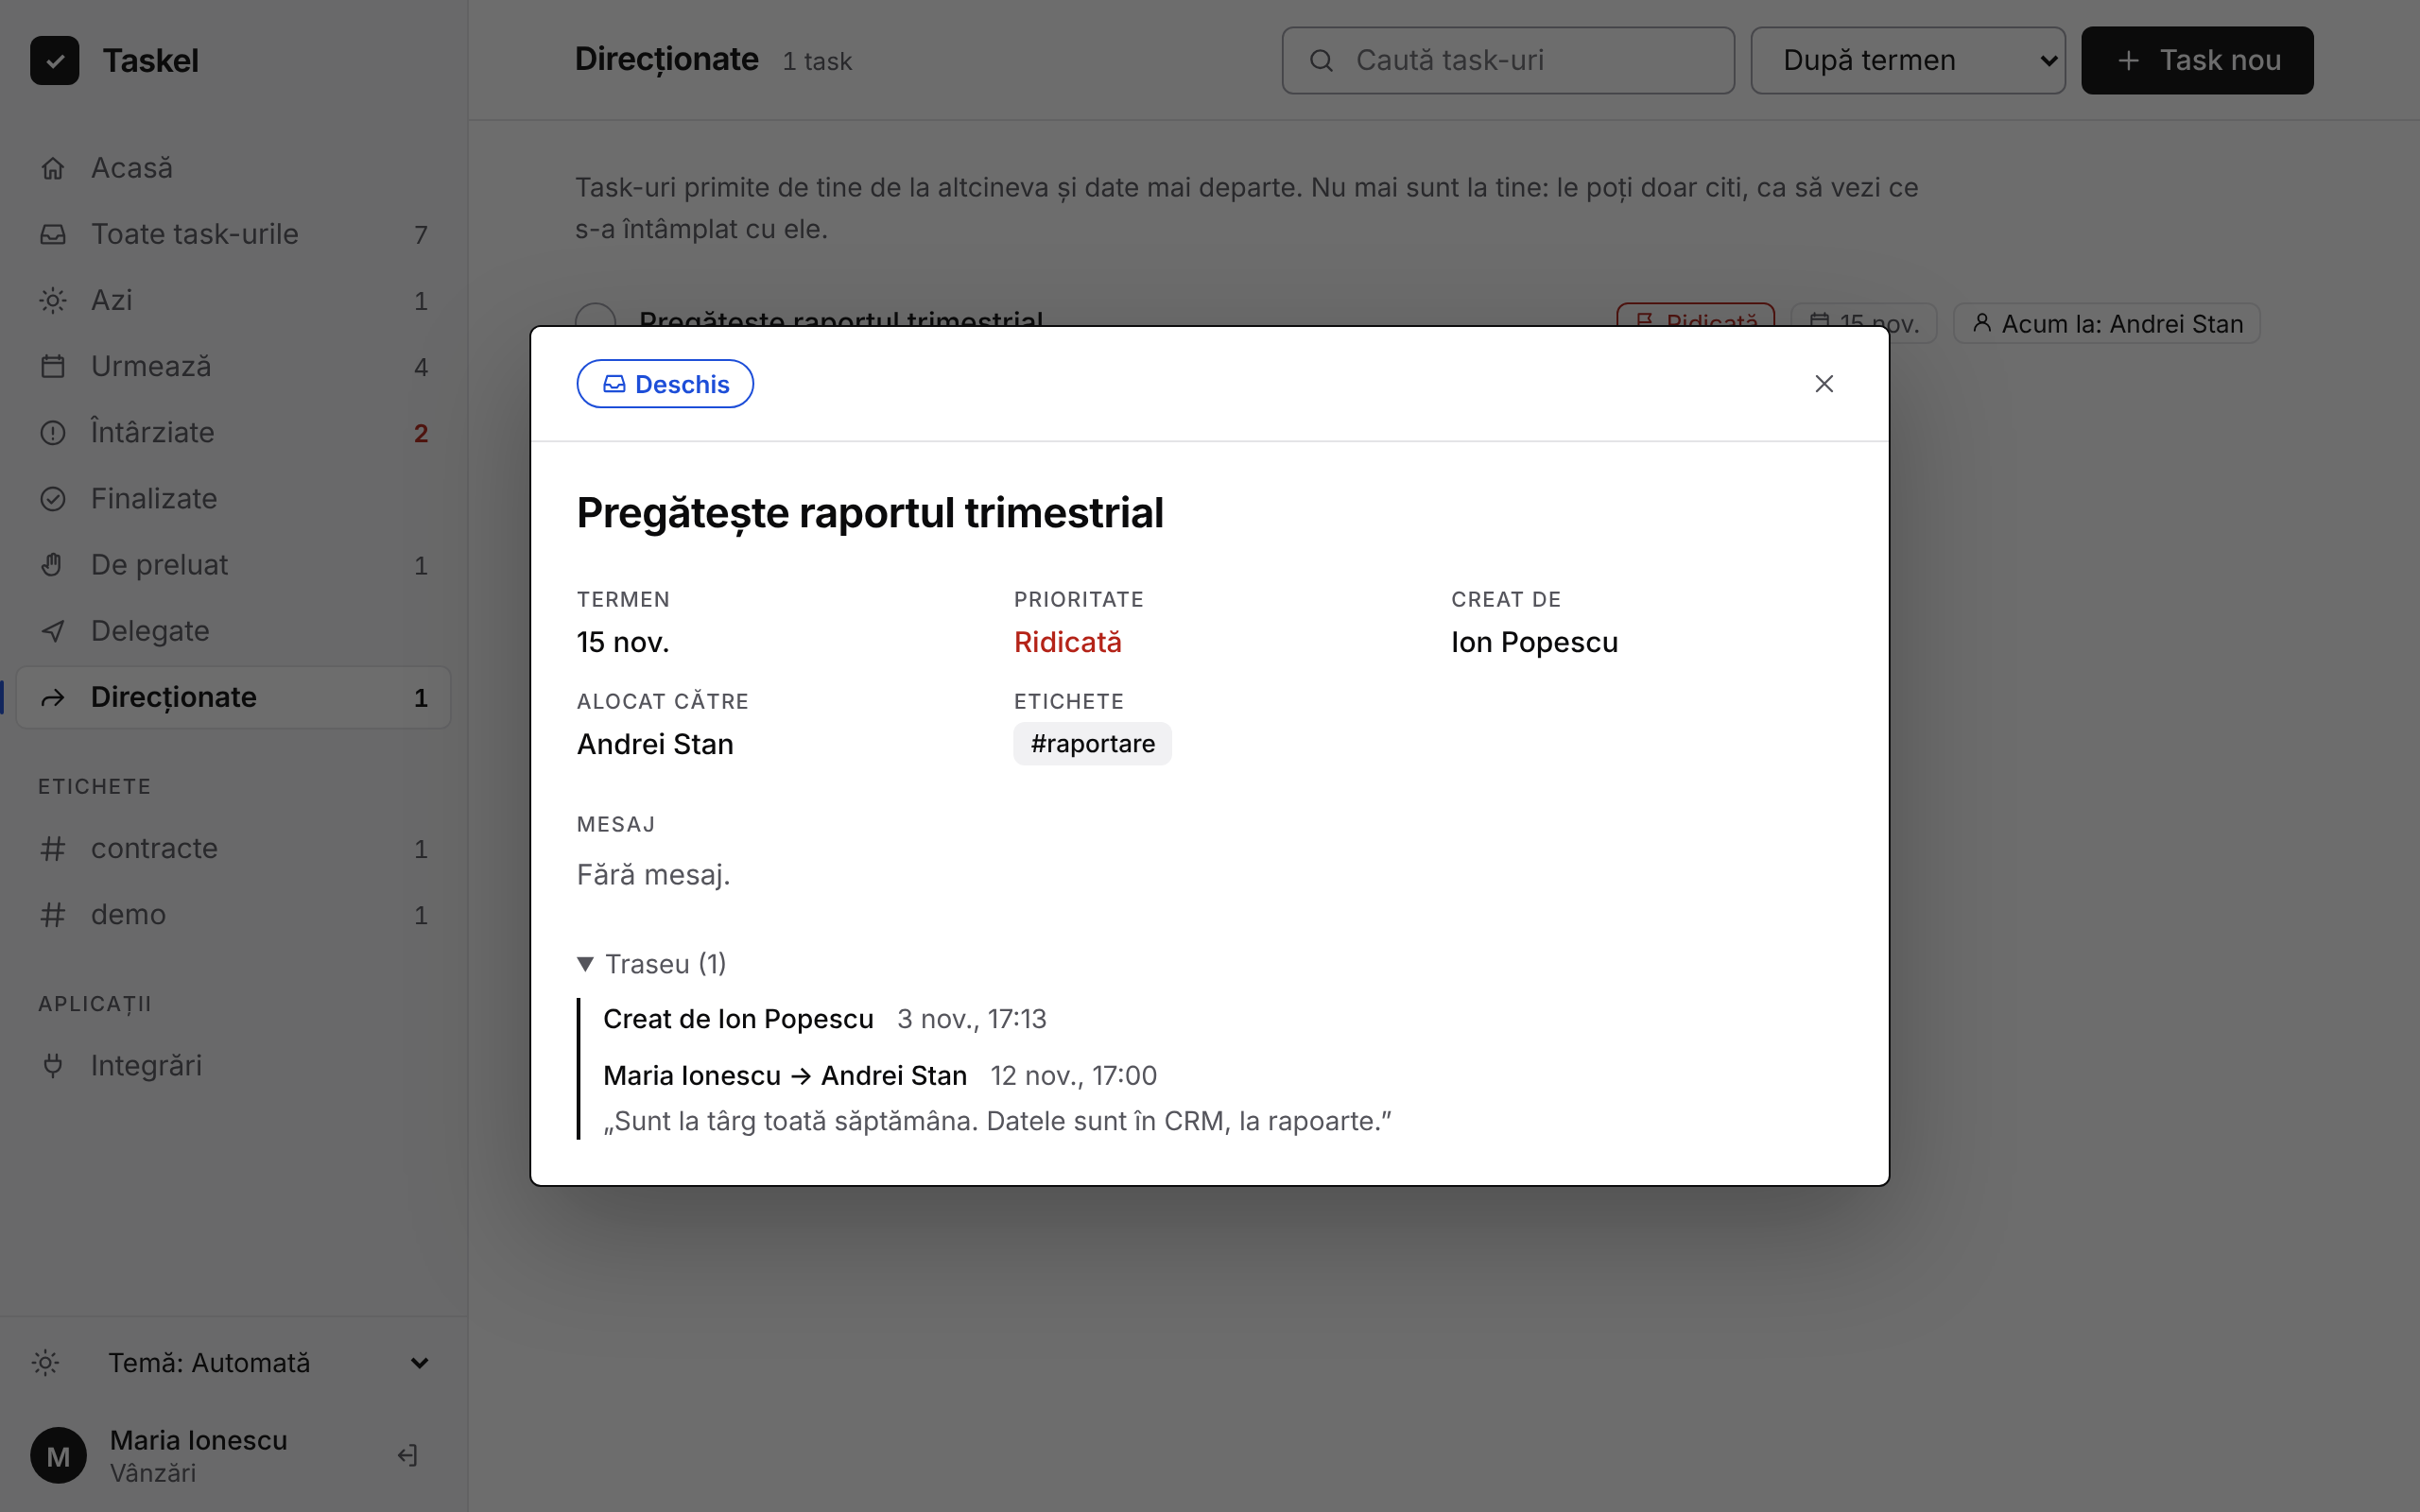 Taskel
Acasă
Toate task-urile 7
Azi 1
Urmează 4
Întârziate 2
Finalizate
De preluat 1
Delegate
Direcționate 1
ETICHETE
contracte 1
demo 1
APLICAȚII
Integrări
Temă: Automată
M
Maria Ionescu
Vânzări
Direcționate 1 task
Caută task-uri
După termen
Task nou
Task-uri primite de tine de la altcineva și date mai departe. Nu mai sunt la tine: le poți doar citi, ca să vezi ce
s-a întâmplat cu ele.
Pregătește raportul trimestrial Ridicată 15 nov. Acum la: Andrei Stan
Deschis
Pregătește raportul trimestrial
TERMEN PRIORITATE CREAT DE
15 nov. Ridicată Ion Popescu
ALOCAT CĂTRE ETICHETE
Andrei Stan #raportare
MESAJ
Fără mesaj.
Traseu (1)
Creat de Ion Popescu 3 nov., 17:13
Maria Ionescu → Andrei Stan 12 nov., 17:00
„Sunt la târg toată săptămâna. Datele sunt în CRM, la rapoarte.”